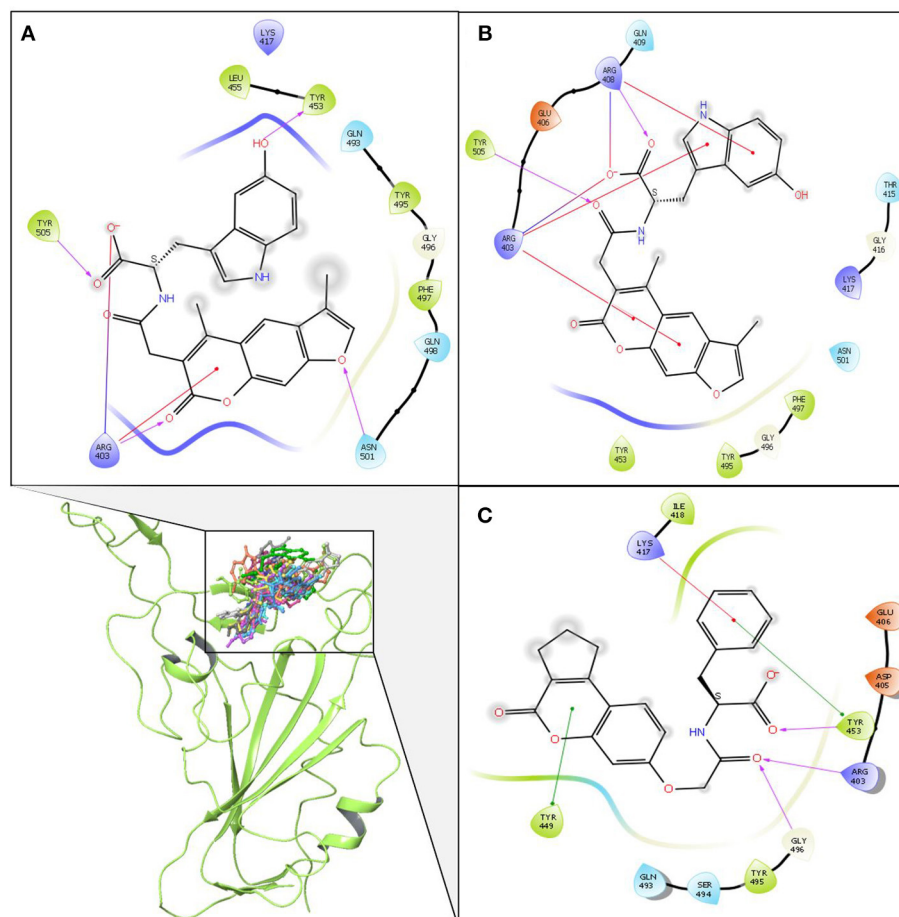 A
LYS
417
LEU
455
TYR
453
HO
GLN
493
TYR
495
TYR
505
GLY
496
O-
S
O
NH
NH
PHE
497
O
GLN
498
O
O
O
ARG
403
ASN
501
B
GLN
409
ARG
408
GLU
406
H
N
TYR
505
O
O-
S
OH
O
THR
415
ARG
403
N
H
GLY
416
LYS
417
O
O
O
ASN
501
PHE
497
TYR
453
GLY
496
TYR
495
C
ILE
418
LYS
417
GLU
406
ASP
405
S
O-
O
O
HN
O
TYR
453
O
O
ARG
403
TYR
449
GLY
496
TYR
495
SER
494
GLN
493